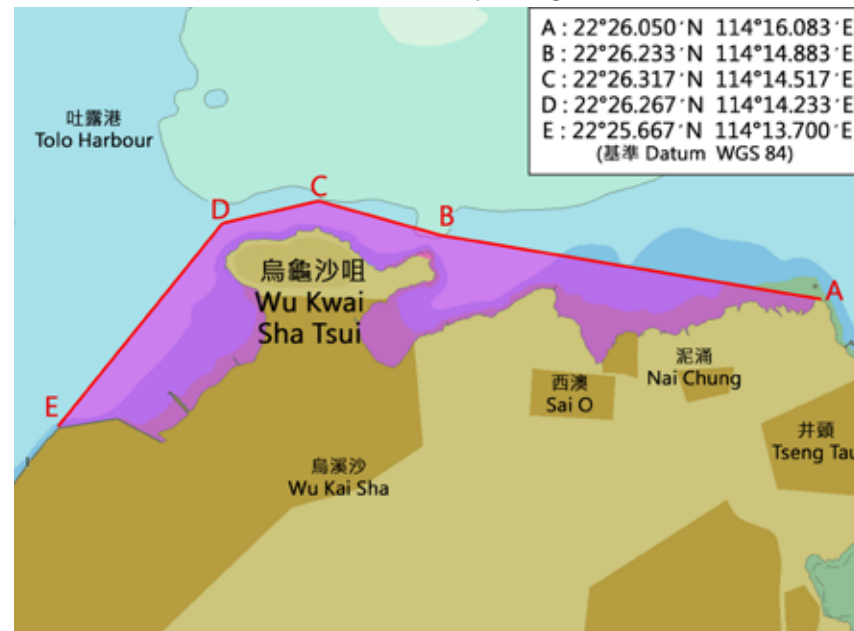 A : 22°26.050´N 114°16.083´E
B : 22°26.233´N 114°14.883´E
C : 22°26.317´N 114°14.517´E
D : 22°26.267´N 114°14.233´E
E : 22°25.667´N 114°13.700´E
(基準 Datum WGS 84)
吐露港
Tolo Harbour
C
D
B
烏龜沙咀
Wu Kwai
Sha Tsui
A
泥涌
Nai Chung
西澳
Sai O
E
井頭
Tseng Tau
烏溪沙
Wu Kai Sha